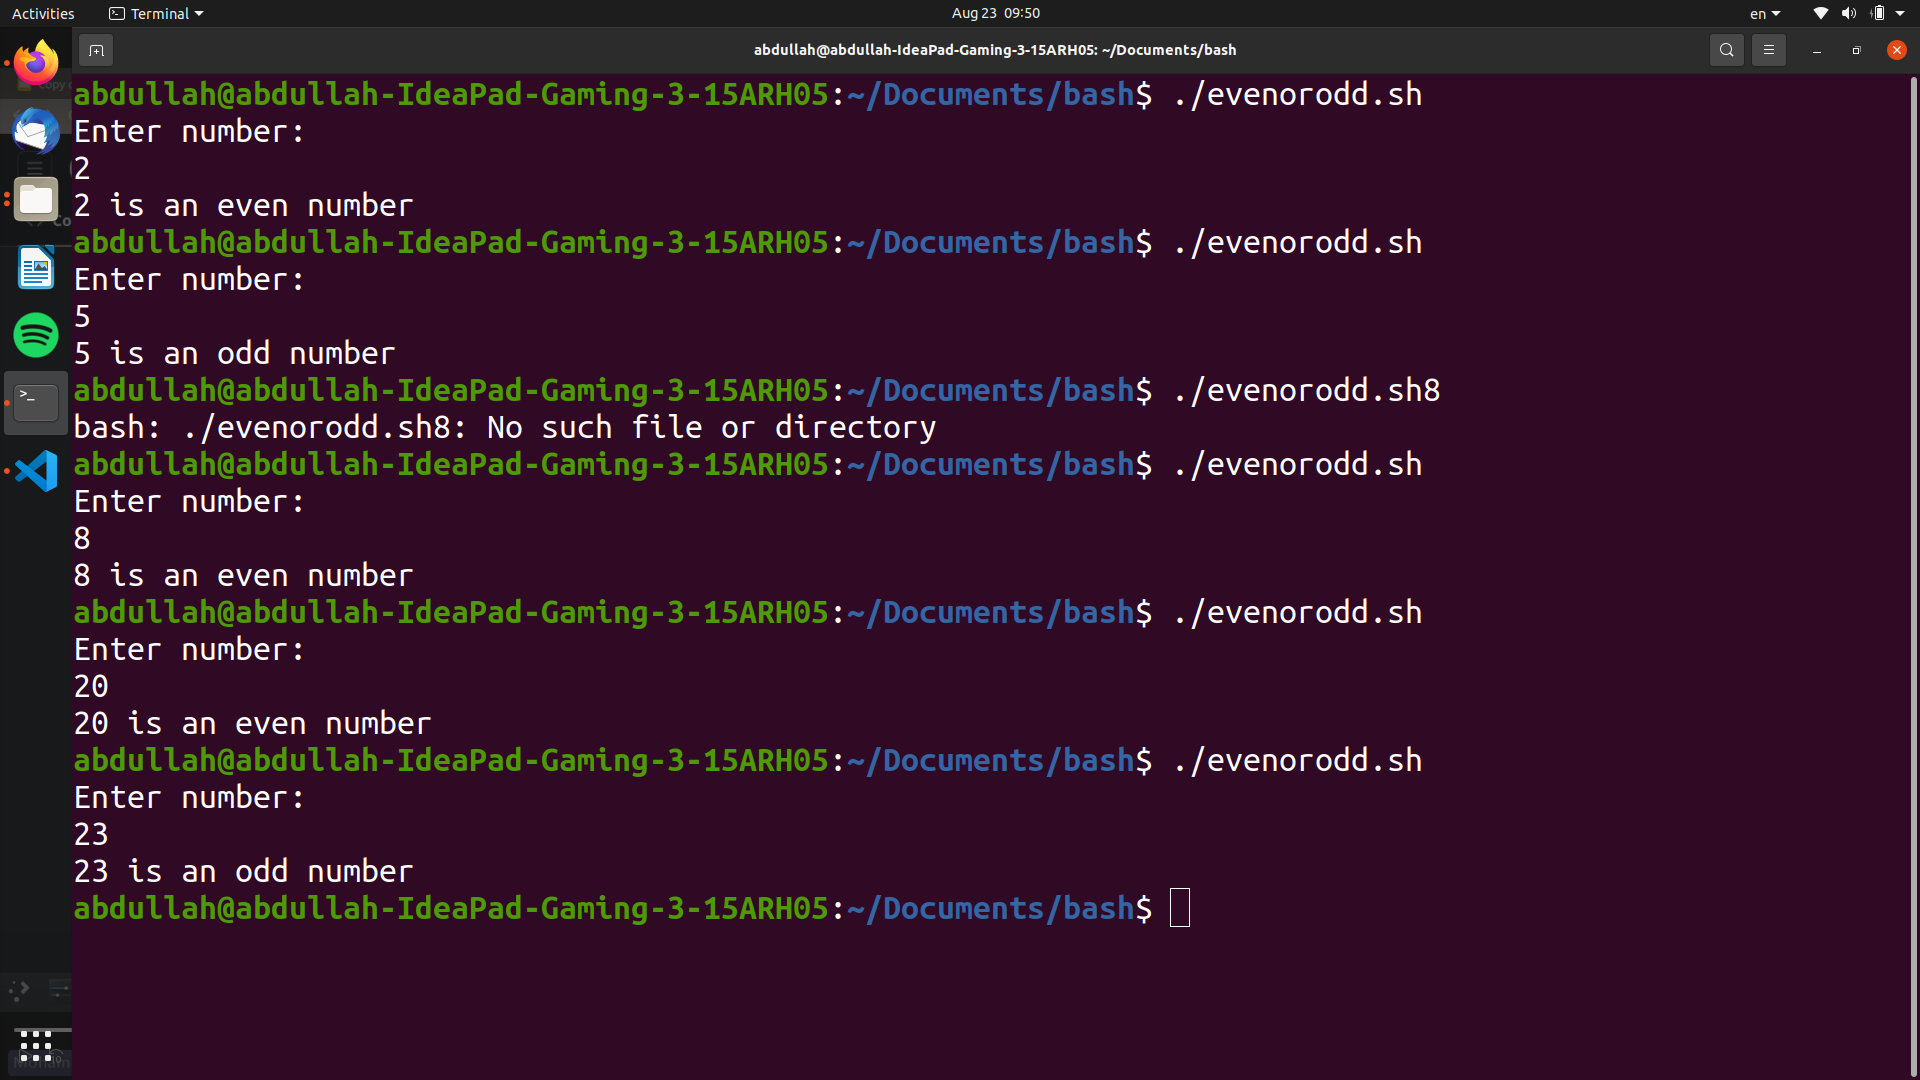 Activities Terminal Aug 23 09:50 en
abdullah@abdullah-IdeaPad-Gaming-3-15ARH05: ~/Documents/bash
abdullah@abdullah-IdeaPad-Gaming-3-15ARH05:~/Documents/bash$ ./evenorodd.sh
Enter number:
2
2 is an even number
abdullah@abdullah-IdeaPad-Gaming-3-15ARH05:~/Documents/bash$ ./evenorodd.sh
Enter number:
5
5 is an odd number
abdullah@abdullah-IdeaPad-Gaming-3-15ARH05:~/Documents/bash$ ./evenorodd.sh8
bash: ./evenorodd.sh8: No such file or directory
abdullah@abdullah-IdeaPad-Gaming-3-15ARH05:~/Documents/bash$ ./evenorodd.sh
Enter number:
8
8 is an even number
abdullah@abdullah-IdeaPad-Gaming-3-15ARH05:~/Documents/bash$ ./evenorodd.sh
Enter number:
20
20 is an even number
abdullah@abdullah-IdeaPad-Gaming-3-15ARH05:~/Documents/bash$ ./evenorodd.sh
Enter number:
23
23 is an odd number
abdullah@abdullah-IdeaPad-Gaming-3-15ARH05:~/Documents/bash$